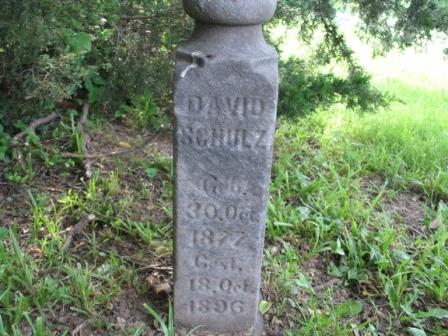 DAVID
SCHULZ
Geb.
30.Oct.
1877
Gest.
18.Oct.
1896